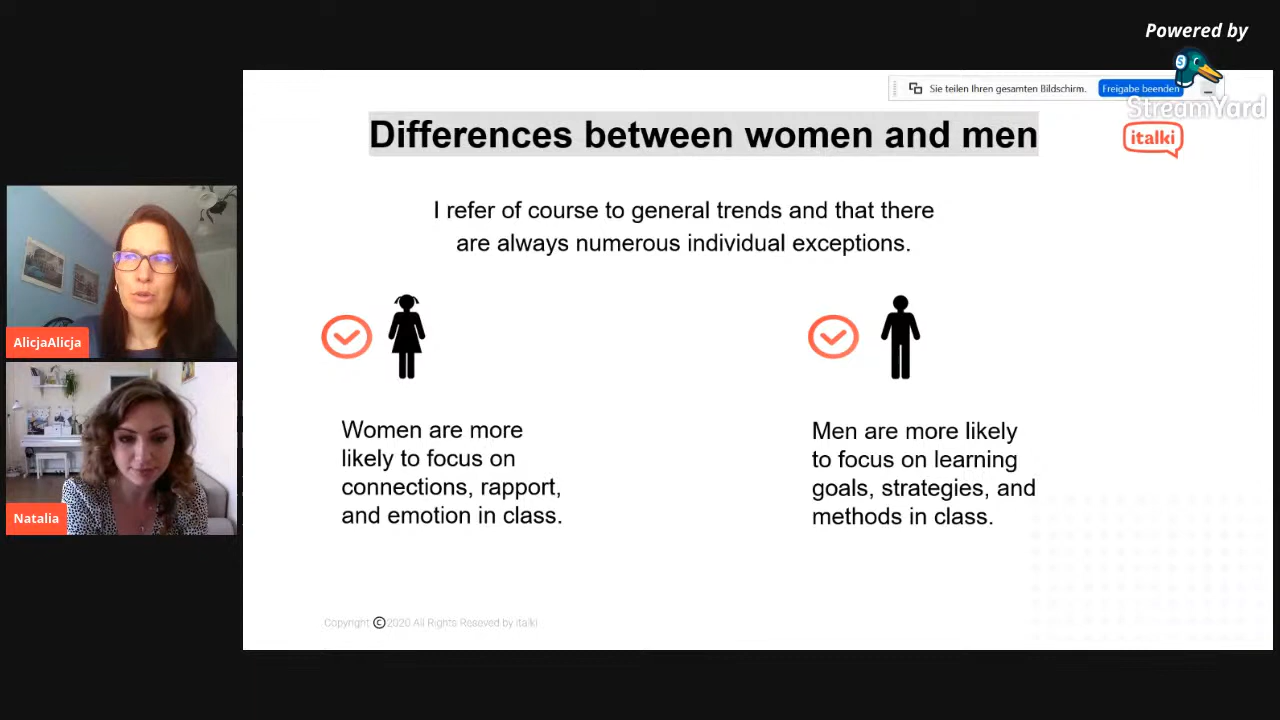 Powered by
StreamYard
Sie teilen Ihren gesamten Bildschirm.
Freigabe beenden
Differences between women and men
italki
I refer of course to general trends and that there
are always numerous individual exceptions.
AlicjaAlicja
Natalia
Women are more
likely to focus on
connections, rapport,
and emotion in class.
Men are more likely
to focus on learning
goals, strategies, and
methods in class.
Copyright © 2020 All Rights Reseved by italki